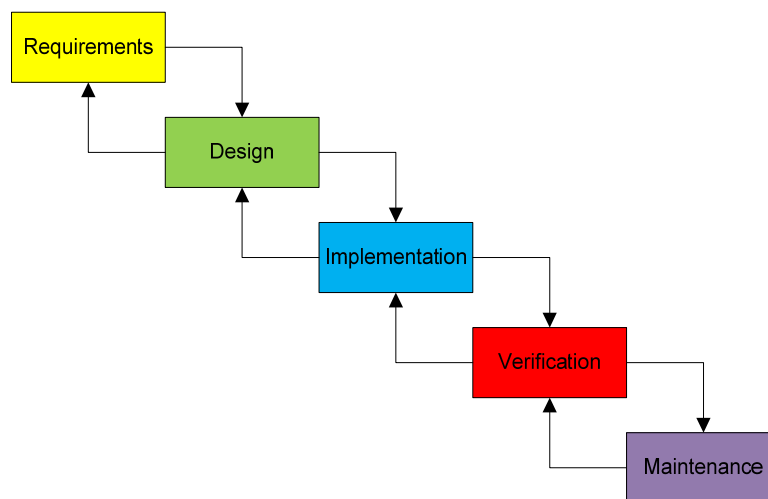 Requirements
Design
Implementation
Verification
Maintenance